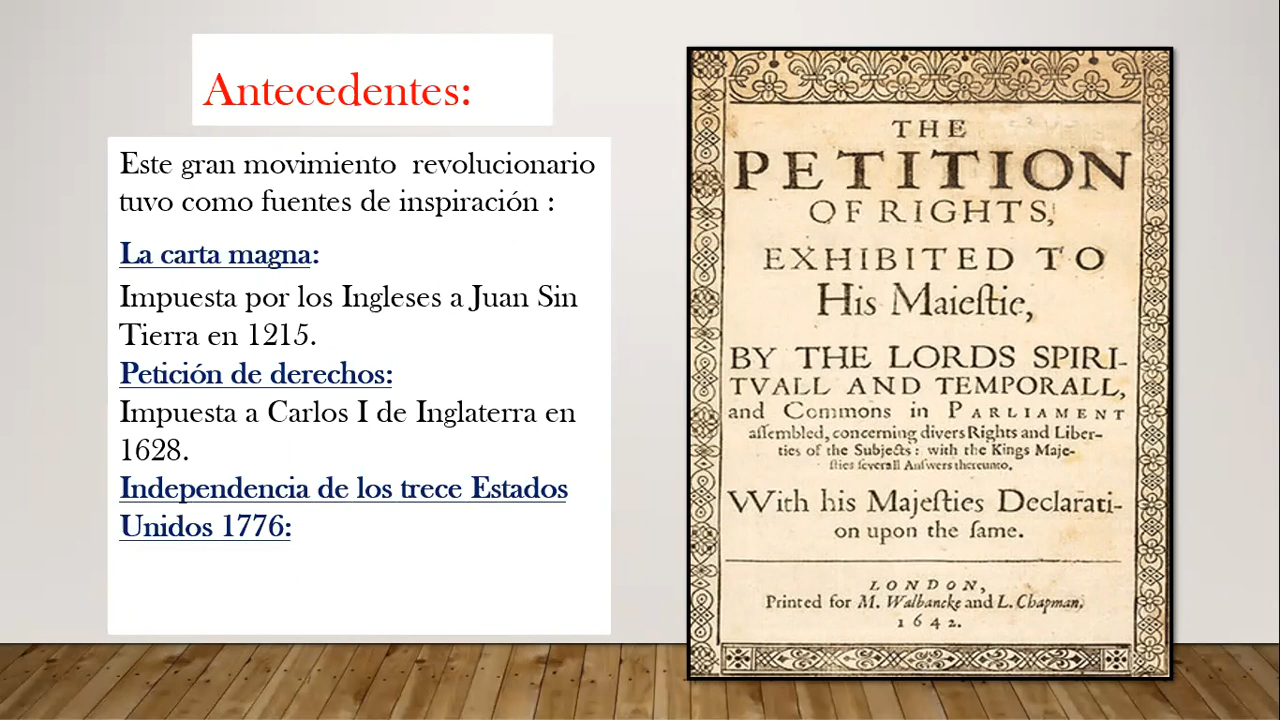 Antecedentes:
Este gran movimiento revolucionario
tuvo como fuentes de inspiración :
La carta magna:
Impuesta por los Ingleses a Juan Sin
Tierra en 1215.
Petición de derechos:
Impuesta a Carlos I de Inglaterra en
1628.
Independencia de los trece Estados
Unidos 1776:
THE
PETITION
OF RIGHTS,
EXHIBITED TO
His Maieſtie,
BY THE LORDS SPIRI-
TVALL AND TEMPORALL,
and Commons in PARLIAMENT
aſſembled, concerning divers Rights and Liber-
ties of the Subjects: with the Kings Maje-
ſties ſeverall Anſwers thereunto.
With his Majeſties Declarati-
on upon the ſame.
LONDON,
Printed for M. Walbancke and L. Chapman,
1642.